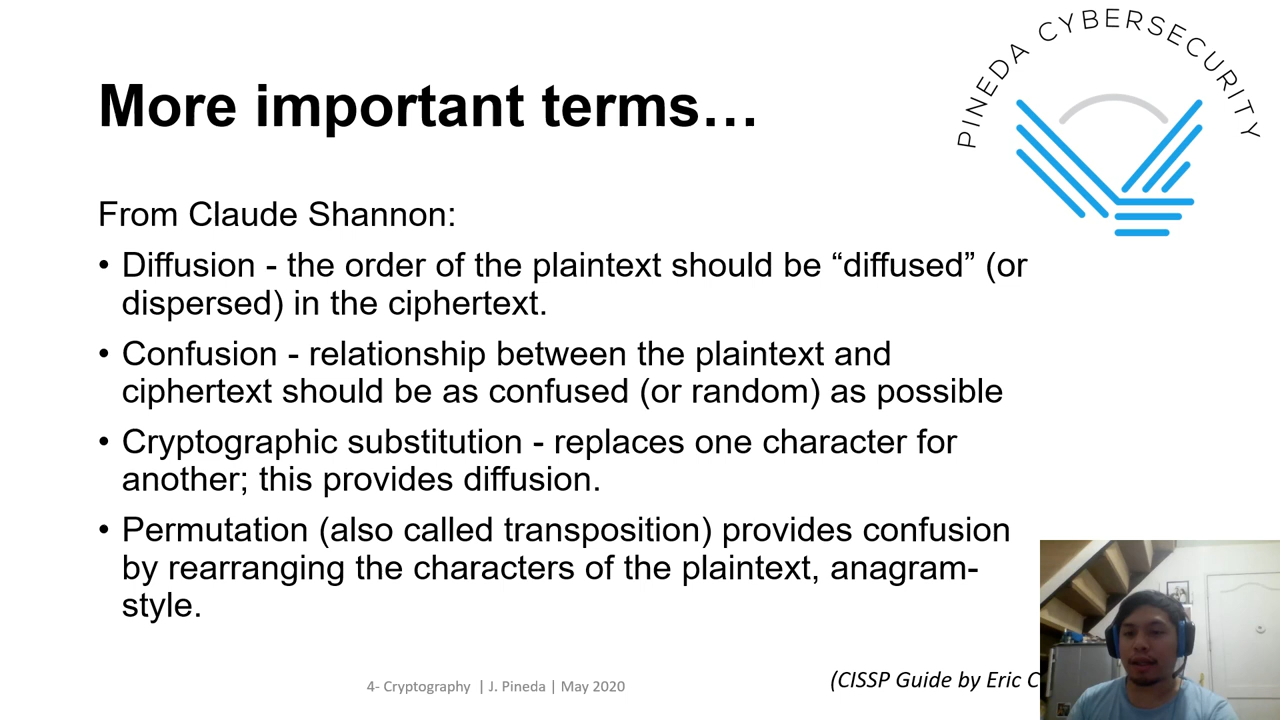 PINEDA CYBERSECURITY
More important terms…
From Claude Shannon:
• Diffusion - the order of the plaintext should be “diffused” (or
dispersed) in the ciphertext.
• Confusion - relationship between the plaintext and
ciphertext should be as confused (or random) as possible
• Cryptographic substitution - replaces one character for
another; this provides diffusion.
• Permutation (also called transposition) provides confusion
by rearranging the characters of the plaintext, anagram-
style.
(CISSP Guide by Eric C
4- Cryptography | J. Pineda | May 2020